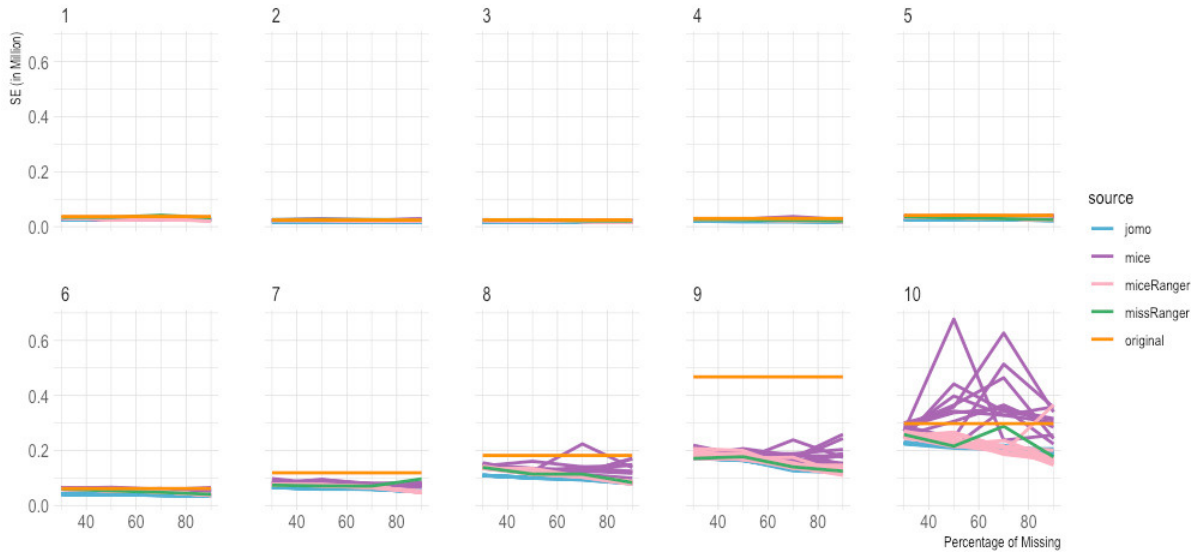 1 2 3 4 5
SE (in Million)
0.6
0.4
0.2
0.0
source
jomo
mice
miceRanger
missRanger
original
6 7 8 9 10
0.6
0.4
0.2
0.0
40 60 80 40 60 80 40 60 80 40 60 80 40 60 80
Percentage of Missing